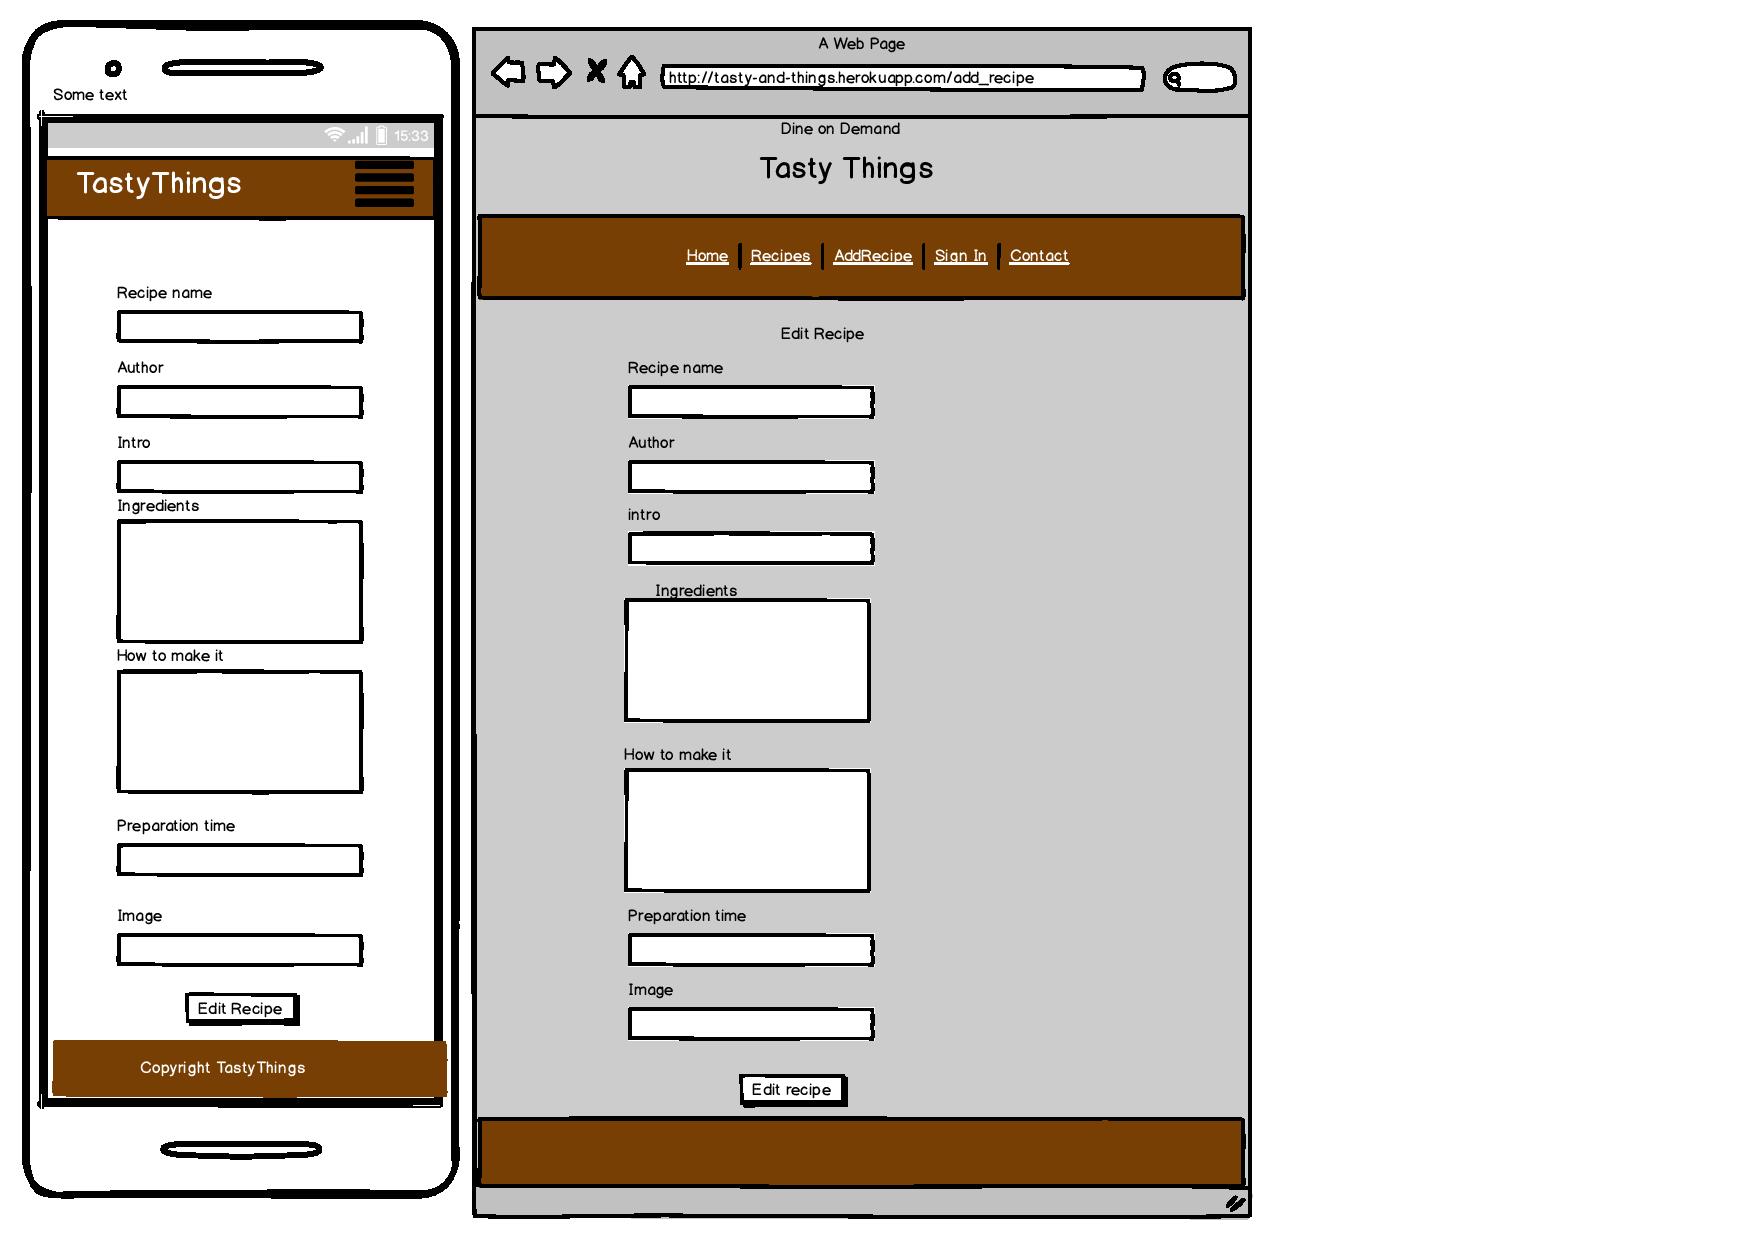 Some text
15:33
TastyThings
Recipe name
Author
Intro
Ingredients
How to make it
Preparation time
Image
Edit Recipe
Copyright TastyThings
A Web Page
http://tasty-and-things.herokuapp.com/add_recipe
Dine on Demand
Tasty Things
Home Recipes AddRecipe Sign In Contact
Edit Recipe
Recipe name
Author
intro
Ingredients
How to make it
Preparation time
Image
Edit recipe